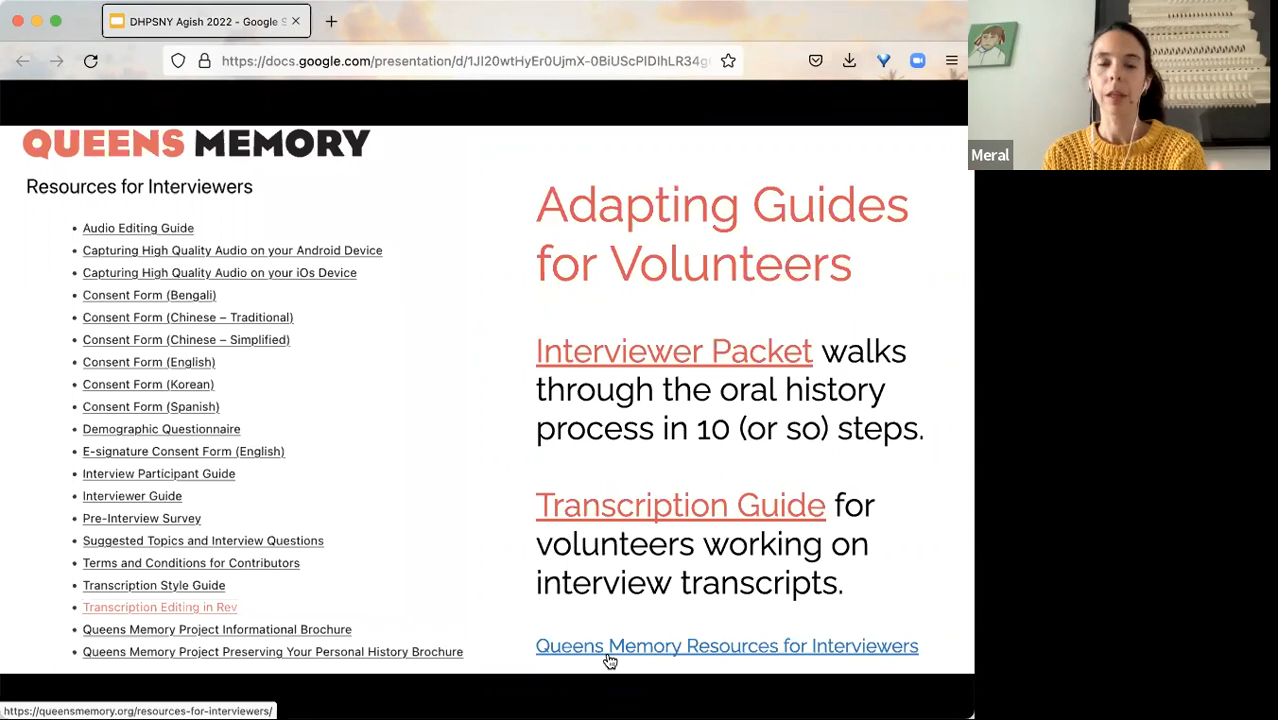 DHPSNY Agish 2022 - Google S
https://docs.google.com/presentation/d/1JI20wtHyEr0UjmX-0BiUScPIDIhLR34g
QUEENS MEMORY
Resources for Interviewers
• Audio Editing Guide
• Capturing High Quality Audio on your Android Device
• Capturing High Quality Audio on your iOs Device
• Consent Form (Bengali)
• Consent Form (Chinese – Traditional)
• Consent Form (Chinese – Simplified)
• Consent Form (English)
• Consent Form (Korean)
• Consent Form (Spanish)
• Demographic Questionnaire
• E-signature Consent Form (English)
• Interview Participant Guide
• Interviewer Guide
• Pre-Interview Survey
• Suggested Topics and Interview Questions
• Terms and Conditions for Contributors
• Transcription Style Guide
• Transcription Editing in Rev
• Queens Memory Project Informational Brochure
• Queens Memory Project Preserving Your Personal History Brochure
Adapting Guides
for Volunteers
Interviewer Packet walks
through the oral history
process in 10 (or so) steps.
Transcription Guide for
volunteers working on
interview transcripts.
Queens Memory Resources for Interviewers
https://queensmemory.org/resources-for-interviewers/
Meral